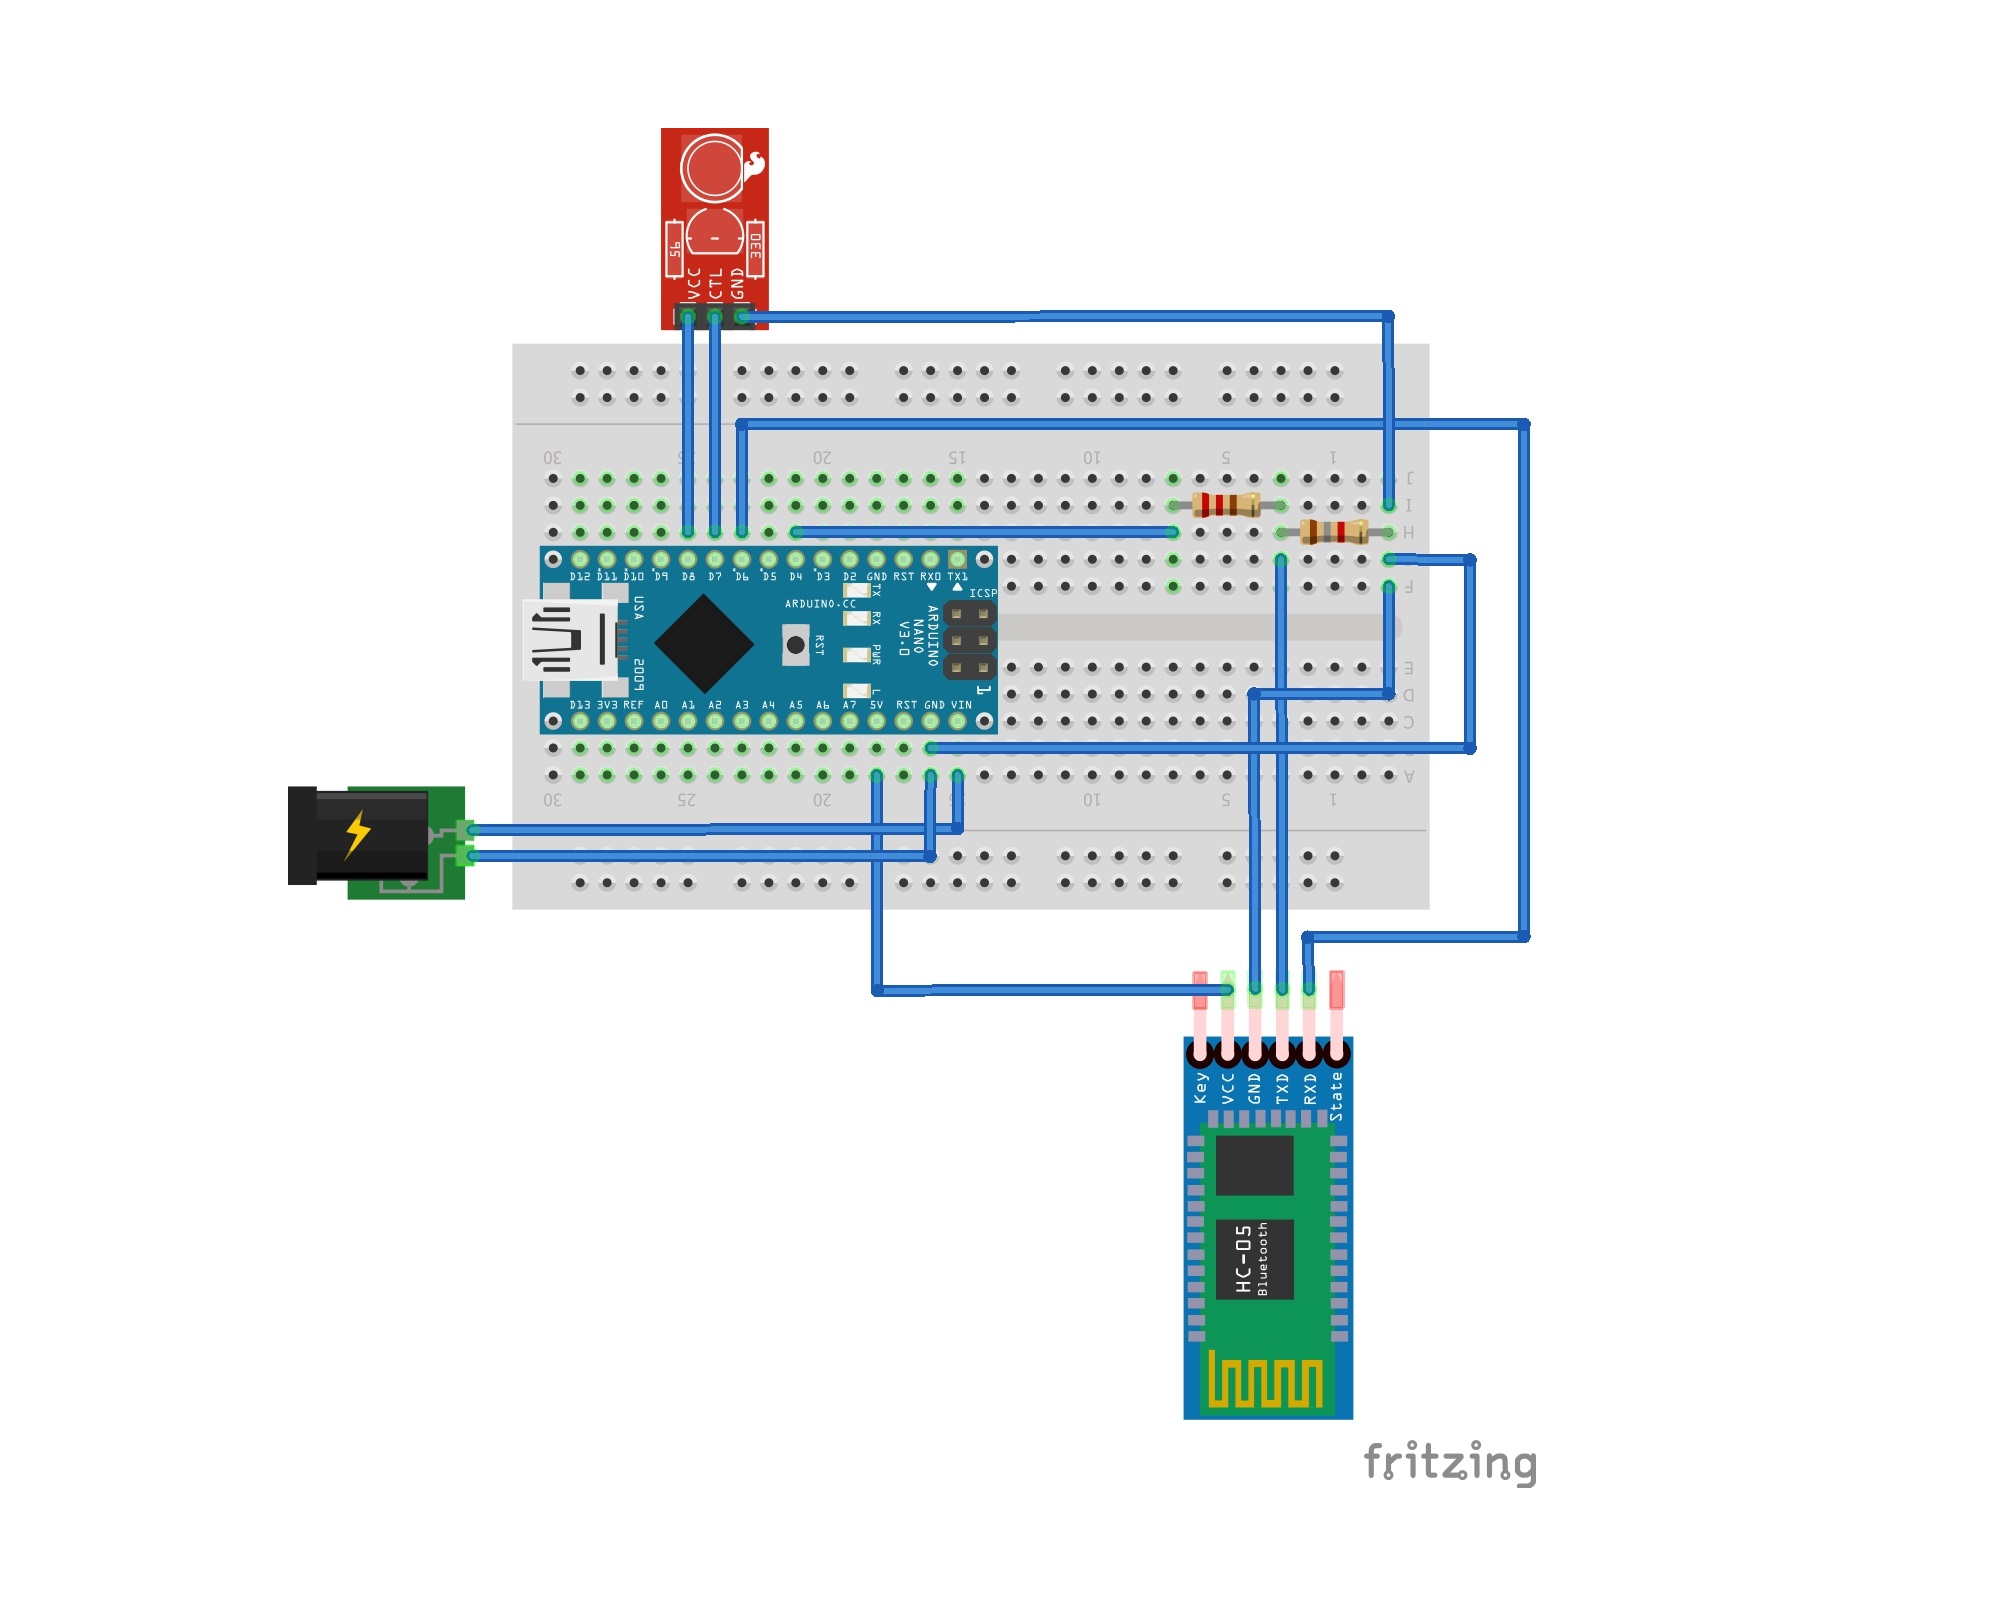 56
330
VCC
CTL
GND
30
20
15
10
5
1
J
I
H
D12 D11 D10 D9 D8 D7 D6 D5 D4 D3 D2 GND RST RX0 TX1
F
TX
ICSP
ARDUINO.CC
USA
RX
ARDUINO
NANO
V3.0
RST
PWR
2009
L
1
E
D
D13 3V3 REF A0 A1 A2 A3 A4 A5 A6 A7 5V RST GND VIN
C
A
30
25
20
10
5
1
Key
VCC
GND
TXD
RXD
State
HC-05
Bluetooth
fritzing